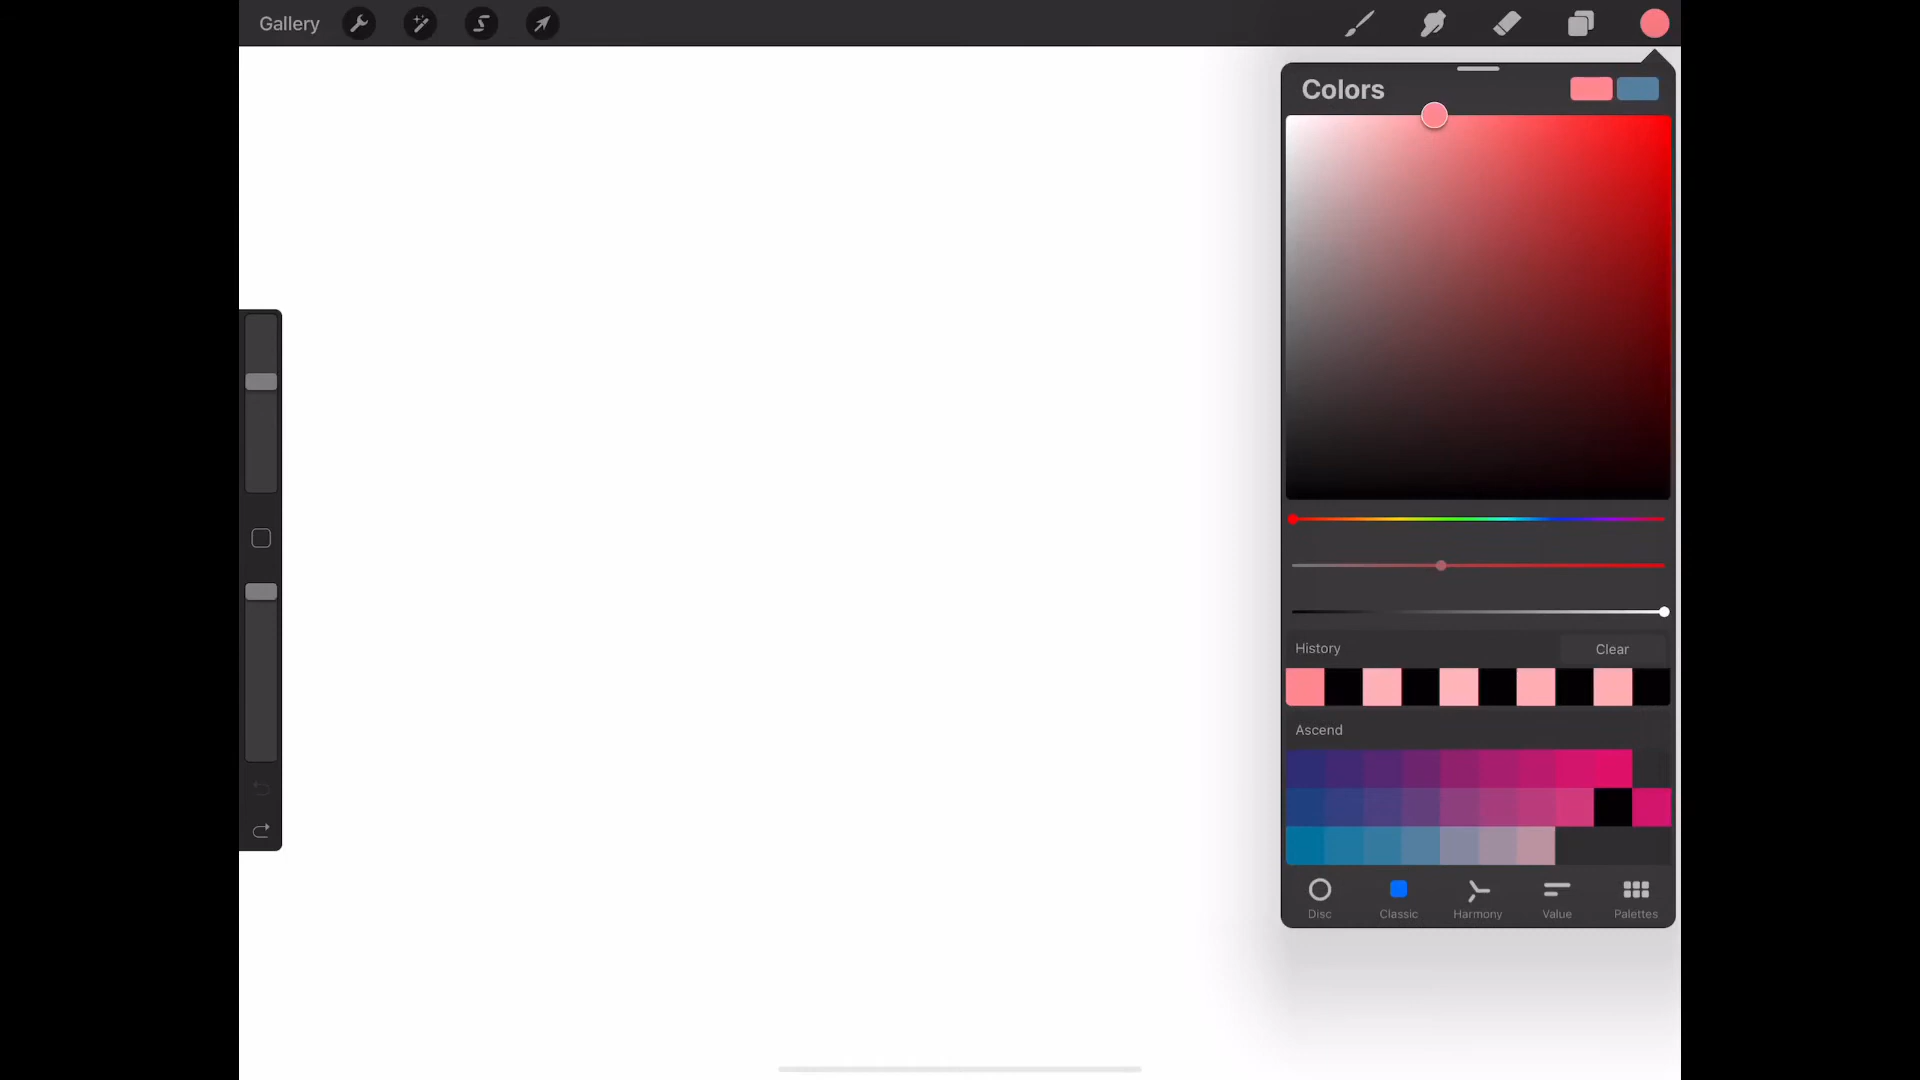 Gallery
Colors
History
Clear
Ascend
Disc
Classic
Harmony
Value
Palettes